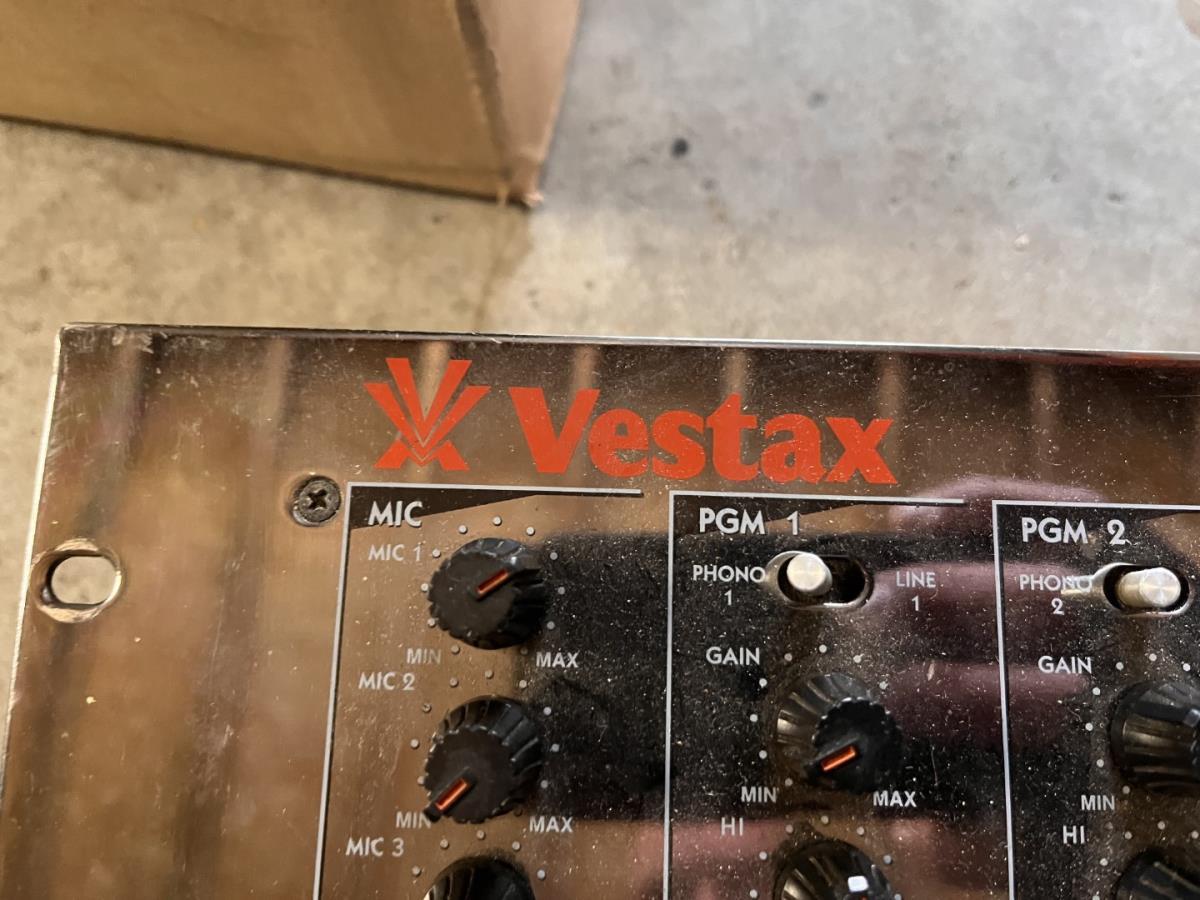 Vestax
MIC
MIC 1
MIN
MAX
MIC 2
MIN
MAX
MIC 3
PGM 1
PHONO
1
LINE
1
GAIN
MIN
MAX
HI
PGM 2
PHONO
2
GAIN
MIN
HI